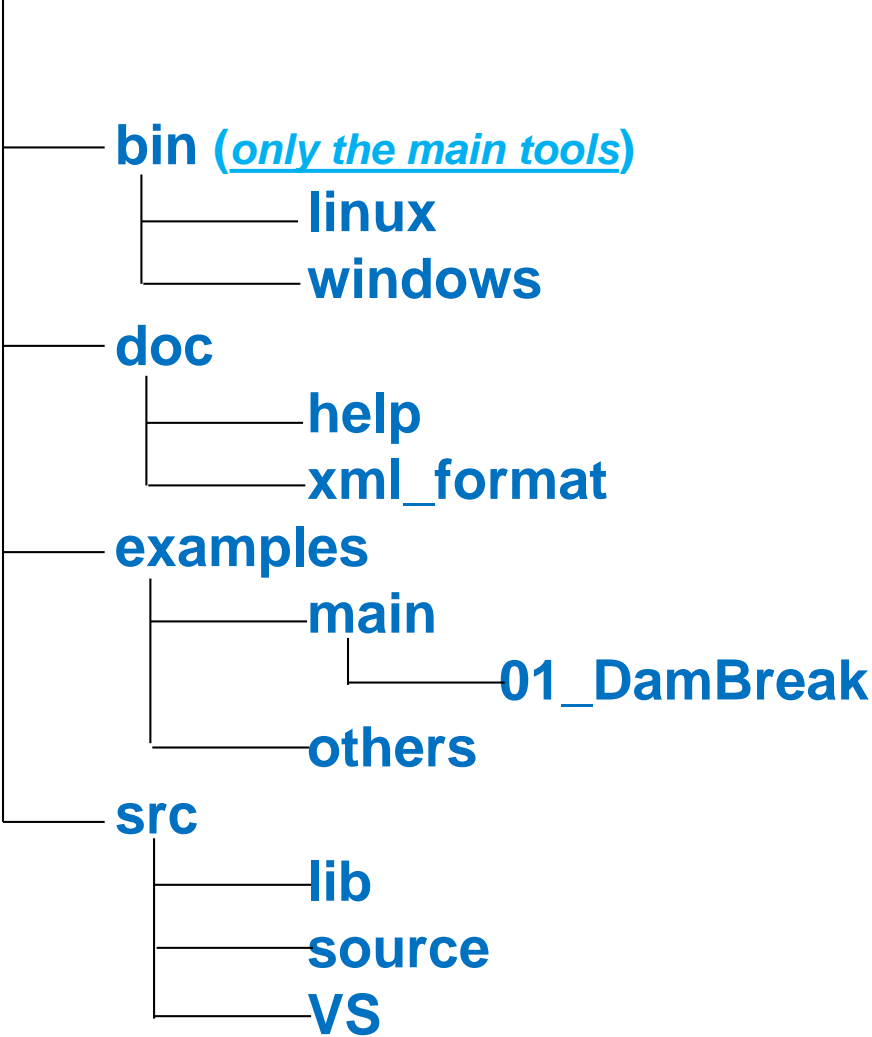 bin (only the main tools)
linux
windows
doc
help
xml_format
examples
main
01_DamBreak
others
src
lib
source
VS